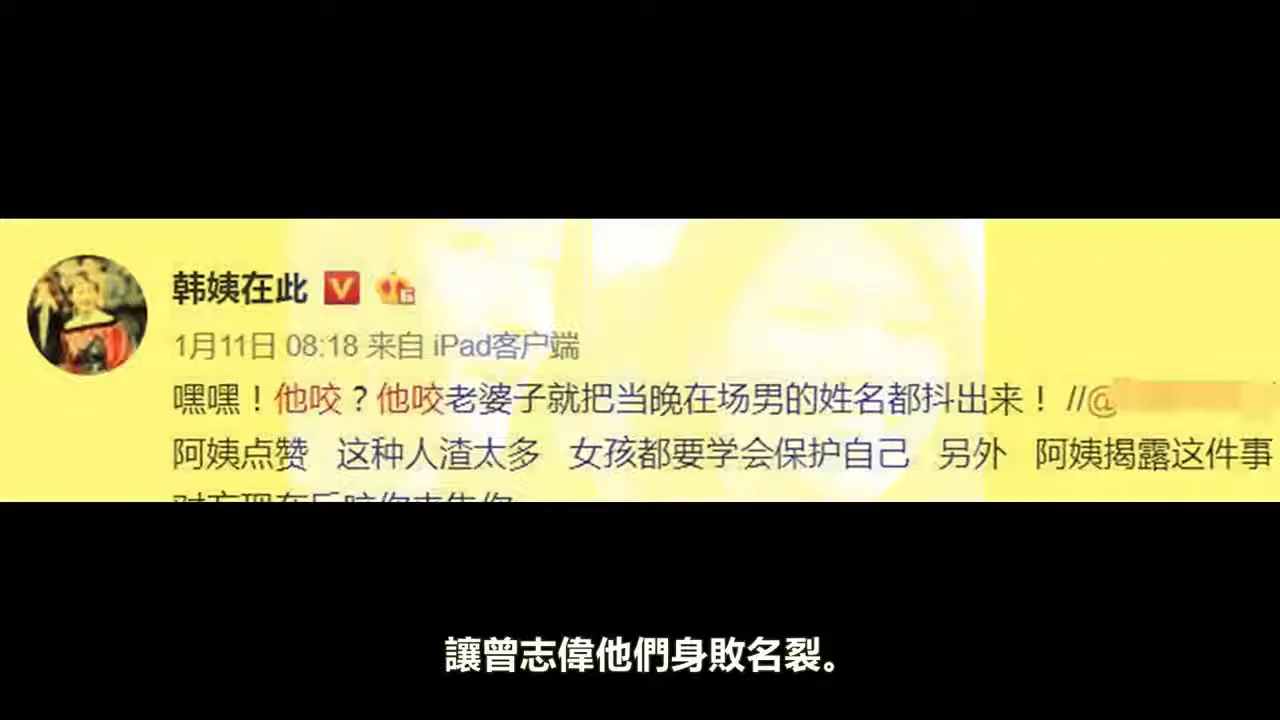 韩姨在此
1月11日 08:18 来自 iPad客户端
嘿嘿！他咬？他咬老婆子就把当晚在场男的姓名都抖出来！//@
阿姨点赞 这种人渣太多 女孩都要学会保护自己 另外 阿姨揭露这件事
讓曾志偉他們身敗名裂。